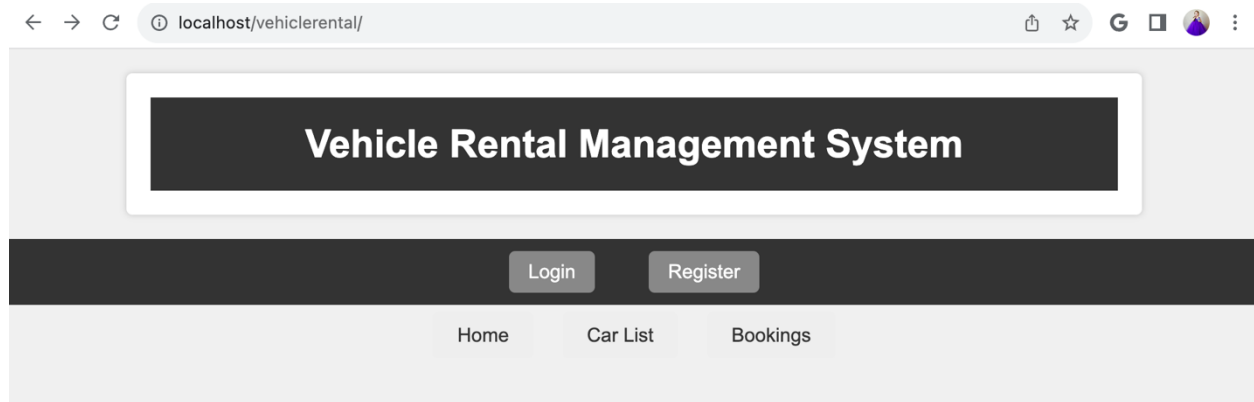 localhost/vehiclerental/
G
Vehicle Rental Management System
Login Register
Home Car List Bookings